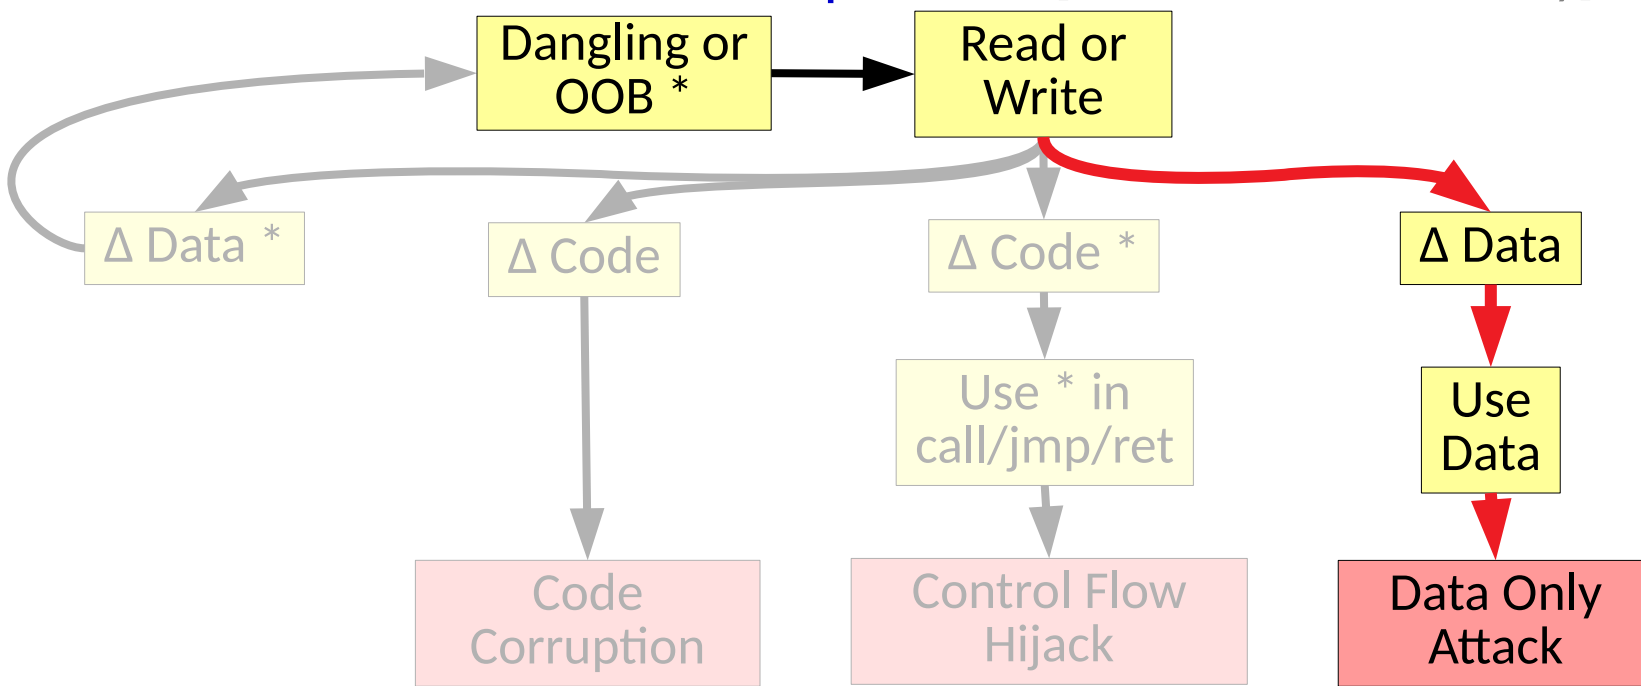 Dangling or
OOB *
Read or
Write
Δ Data *
Δ Code
Δ Code *
Δ Data
Use * in
call/jmp/ret
Use
Data
Code
Corruption
Control Flow
Hijack
Data Only
Attack